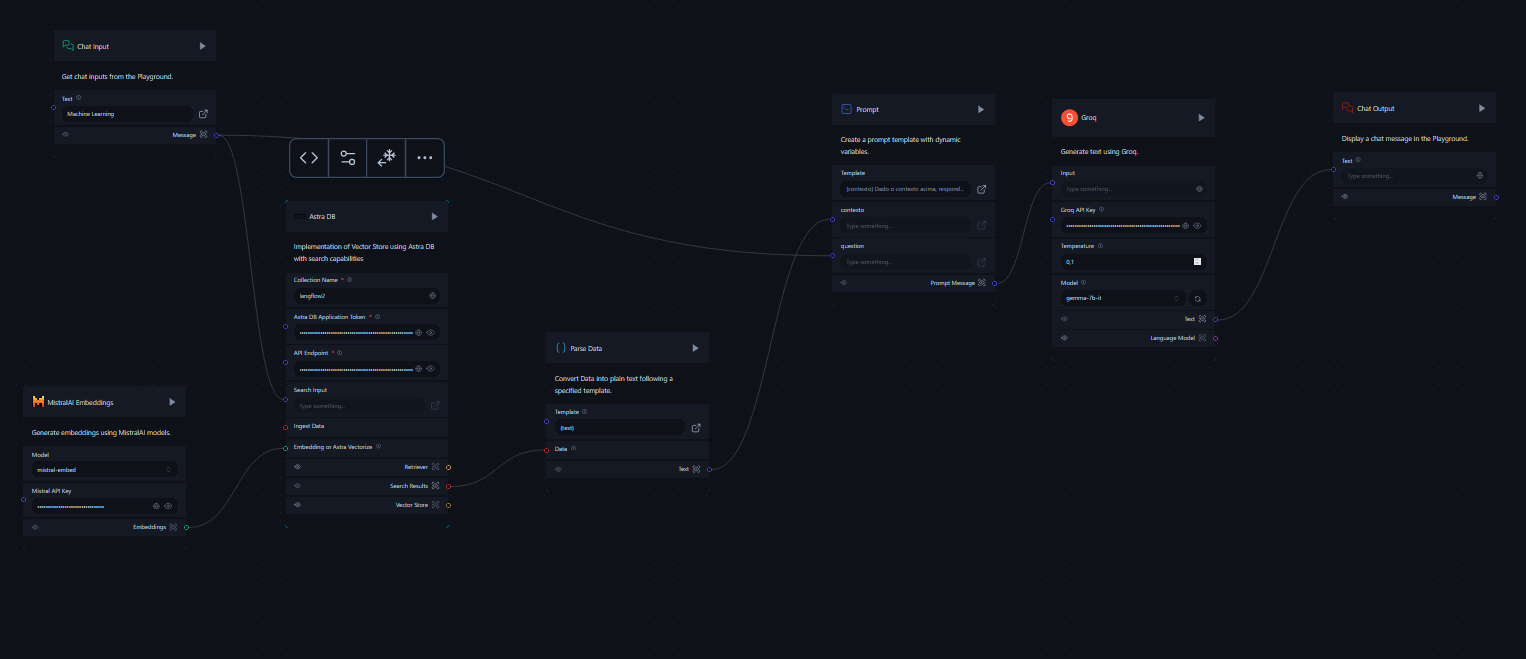 Chat Input
Get chat inputs from the Playground.
Text
Machine Learning
Message
Astra DB
Implementation of Vector Store using Astra DB
with search capabilities
Collection Name *
langflow2
Astra DB Application Token *
API Endpoint *
Search Input
Type something...
Ingest Data
Embedding or Astra Vectorize
Retriever
Search Results
Vector Store
MistralAI Embeddings
Generate embeddings using MistralAI models.
Model
mistral-embed
Mistral API Key
Embeddings
Parse Data
Convert Data into plain text following a
specified template.
Template
{text}
Data
Text
Prompt
Create a prompt template with dynamic
variables.
Template
{contexto} Dado o contexto acima, respond...
contexto
Type something...
question
Type something...
Prompt Message
Groq
Generate text using Groq.
Input
Type something...
Groq API Key
Temperature
0,1
Model
gemma-7b-it
Text
Language Model
Chat Output
Display a chat message in the Playground.
Text
Type something...
Message